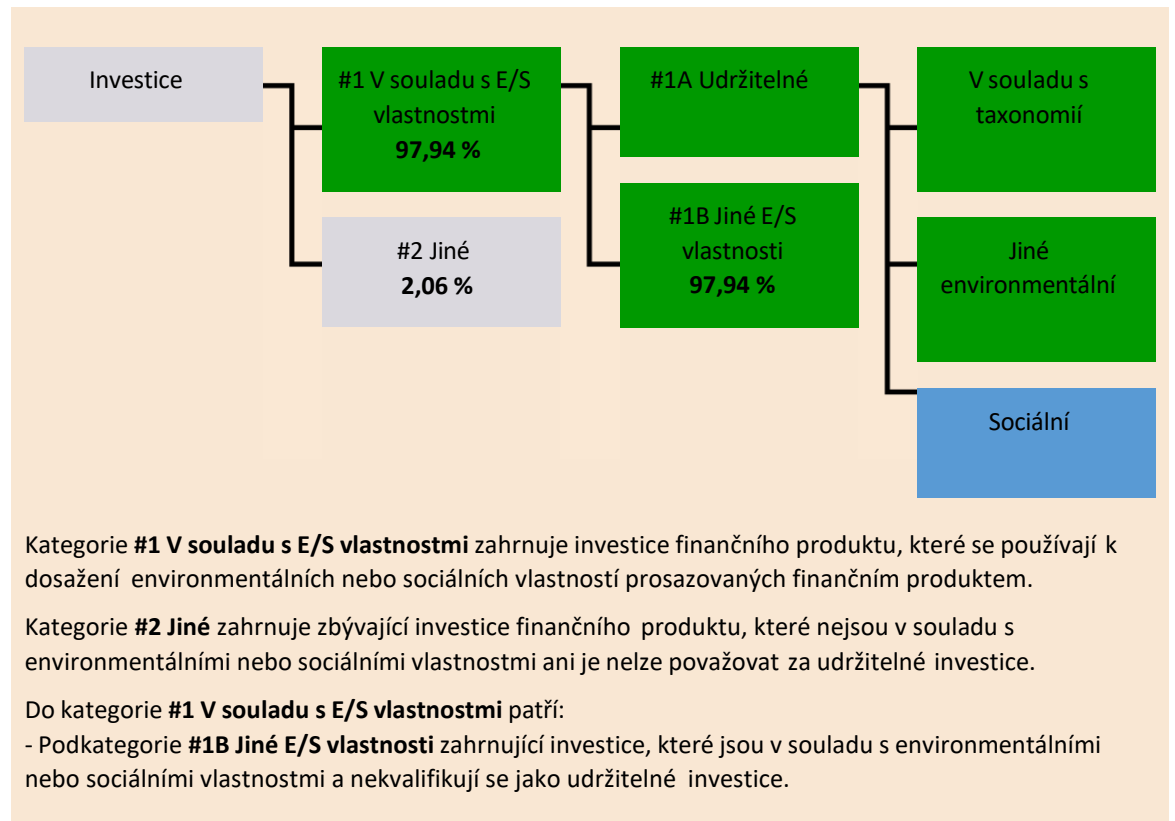 Investice
#1 V souladu s E/S
vlastnostmi
97,94 %
#2 Jiné
2,06 %
#1A Udržitelné
#1B Jiné E/S
vlastnosti
97,94 %
V souladu s
taxonomií
Jiné
environmentální
Sociální
Kategorie #1 V souladu s E/S vlastnostmi zahrnuje investice finančního produktu, které se používají k
dosažení environmentálních nebo sociálních vlastností prosazovaných finančním produktem.
Kategorie #2 Jiné zahrnuje zbývající investice finančního produktu, které nejsou v souladu s
environmentálními nebo sociálními vlastnostmi ani je nelze považovat za udržitelné investice.
Do kategorie #1 V souladu s E/S vlastnostmi patří:
- Podkategorie #1B Jiné E/S vlastnosti zahrnující investice, které jsou v souladu s environmentálními
nebo sociálními vlastnostmi a nekvalifikují se jako udržitelné investice.